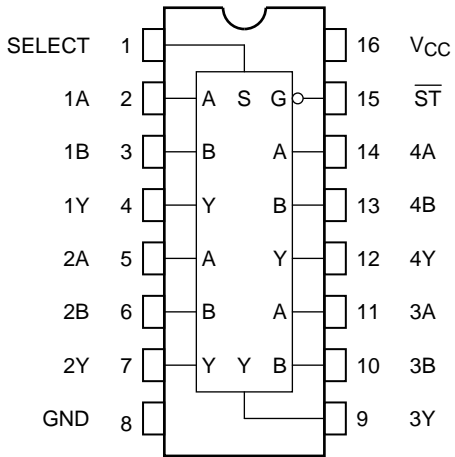 SELECT 1 16 VCC
1A 2 A S G 15 ST
1B 3 B A 14 4A
1Y 4 Y B 13 4B
2A 5 A Y 12 4Y
2B 6 B A 11 3A
2Y 7 Y Y B 10 3B
GND 8 9 3Y